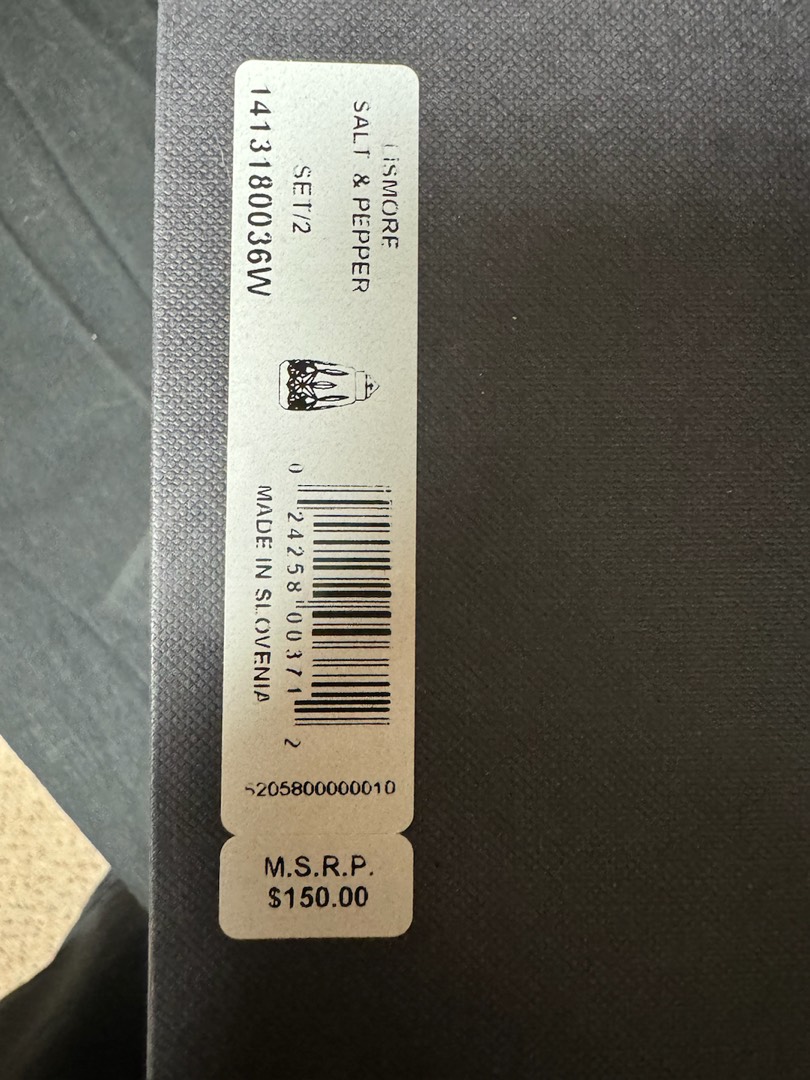 LISMORE
SALT & PEPPER
SET/2
1413180036W
0 24258 00371 2
MADE IN SLOVENIA
5205800000010
M.S.R.P.
$150.00